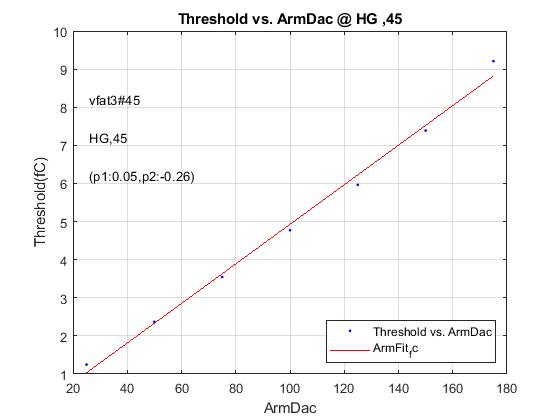 Threshold vs. ArmDac @ HG ,45
10
9
8
7
6
5
4
3
2
1
Threshold(fC)
vfat3#45
HG,45
(p1:0.05,p2:-0.26)
Threshold vs. ArmDac
ArmFitfc
20 40 60 80 100 120 140 160 180
ArmDac